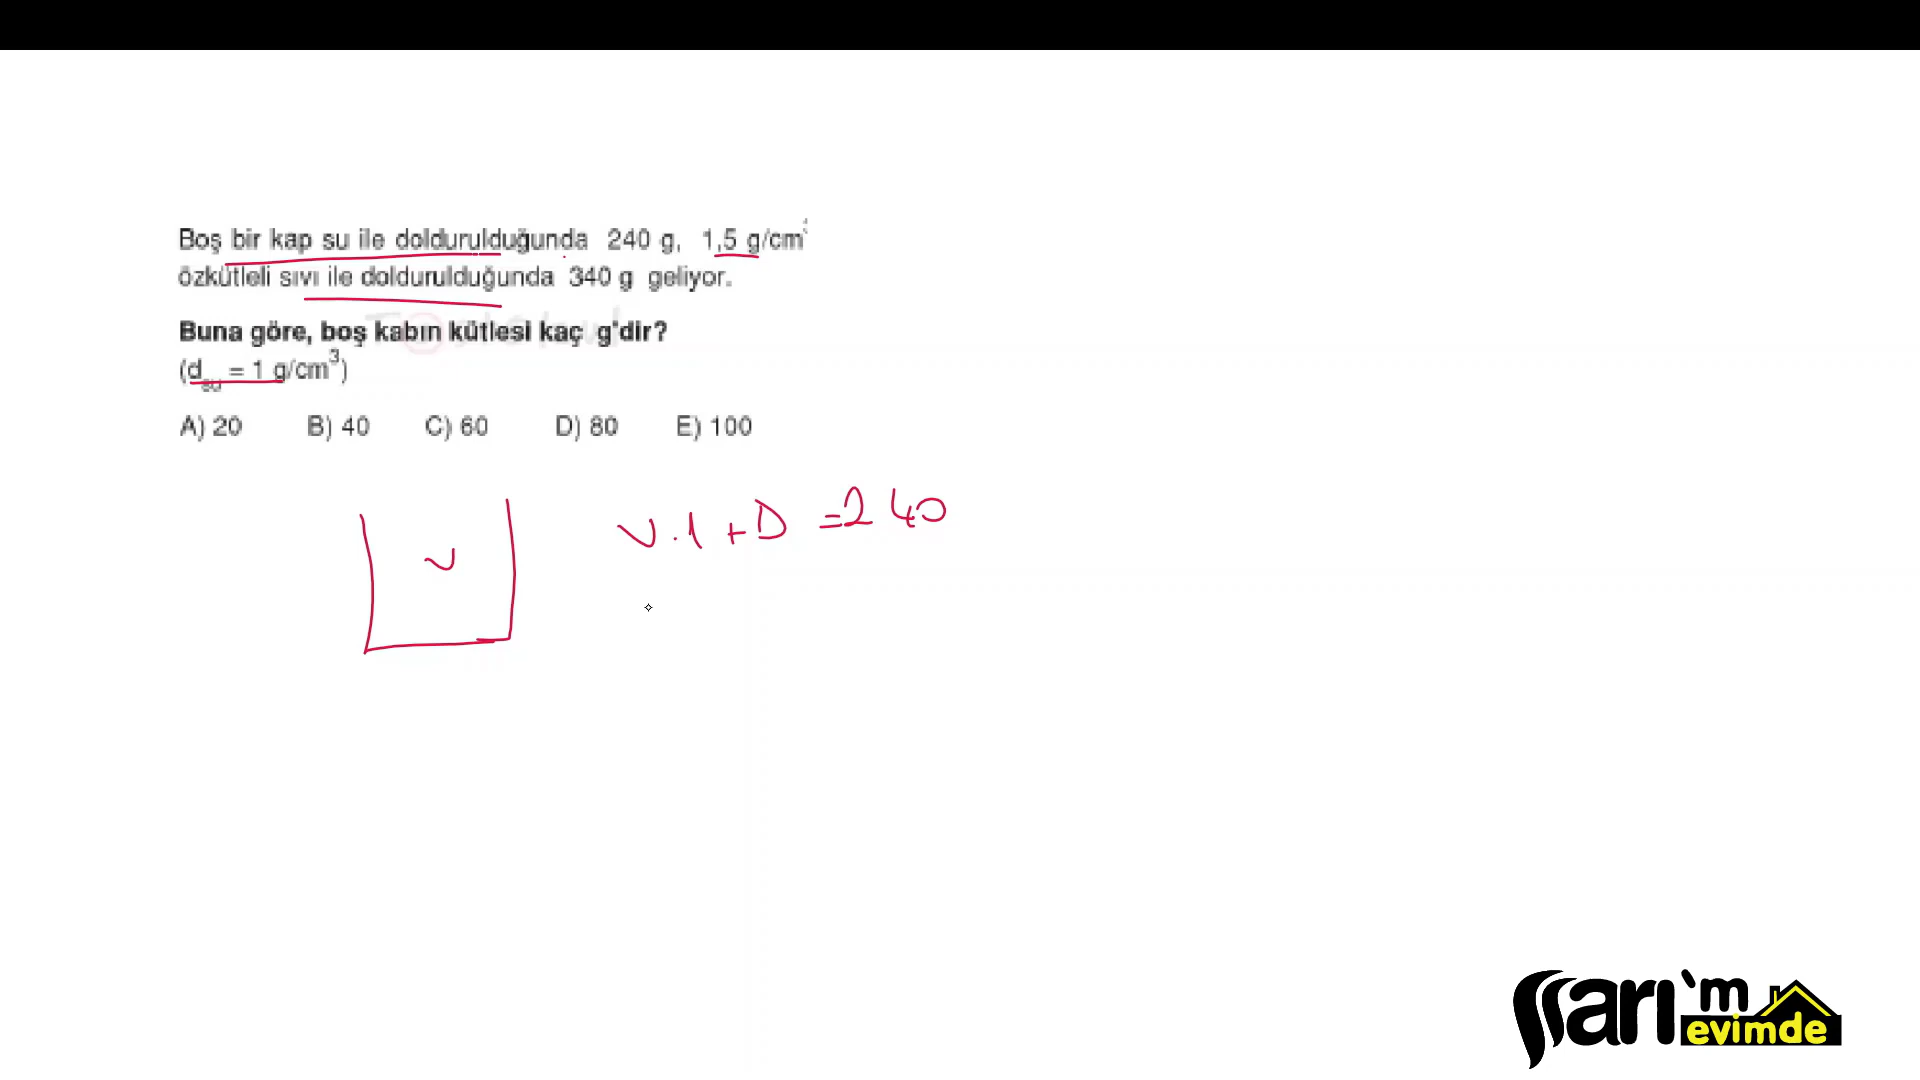 Boş bir kap su ile doldurulduğunda 240 g, 1,5 g/cm³
özkütleli sıvı ile doldurulduğunda 340 g geliyor.
Buna göre, boş kabın kütlesi kaç g'dir?
(dsu = 1 g/cm³)
A) 20 B) 40 C) 60 D) 80 E) 100
V.1 + D = 240
V
sarı'm
evimde